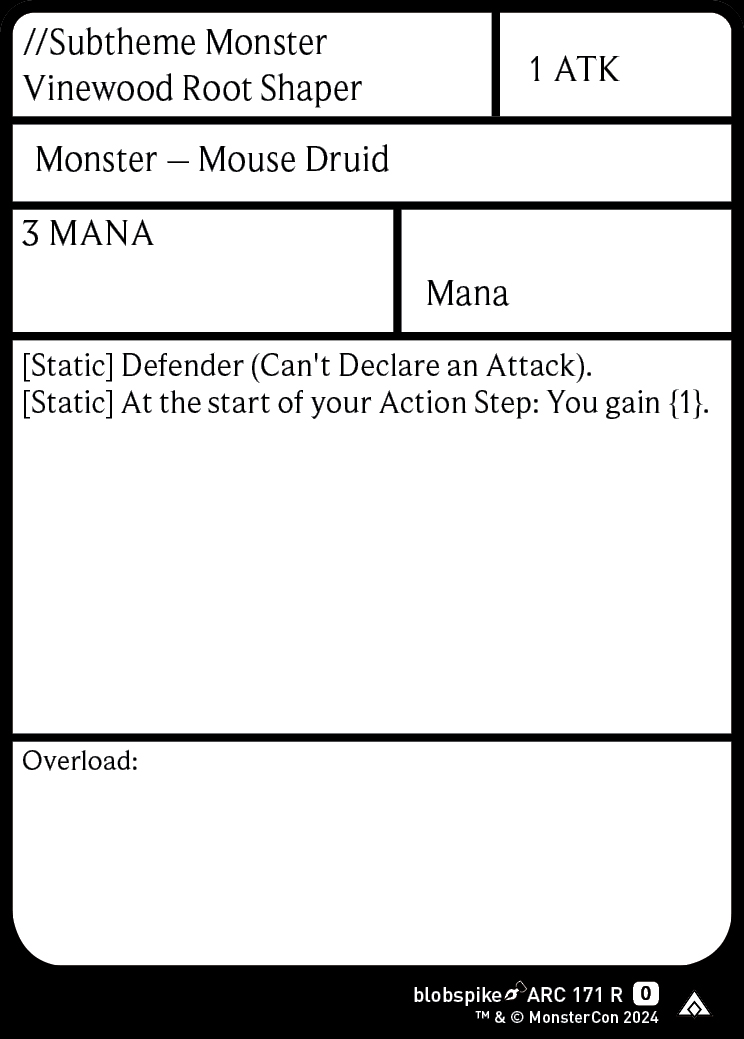 //Subtheme Monster
Vinewood Root Shaper
1 ATK
Monster – Mouse Druid
3 MANA
Mana
[Static] Defender (Can't Declare an Attack).
[Static] At the start of your Action Step: You gain {1}.
Overload:
blobspike ARC 171 R 0
™ & © MonsterCon 2024